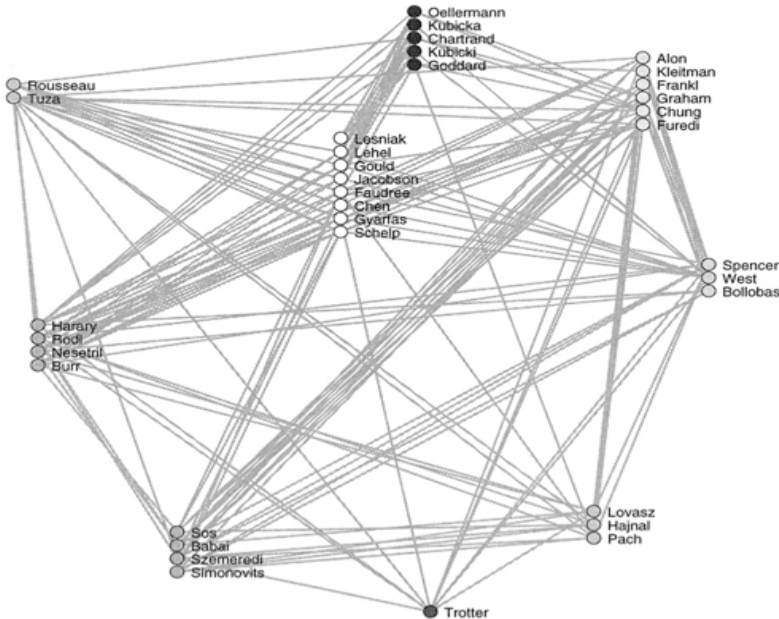 Oellermann
Kubicka
Chartrand
Kubicki
Goddard
Alon
Kleitman
Frankl
Graham
Chung
Furedi
Rousseau
Tuza
Lesniak
Lehel
Gould
Jacobson
Faudree
Chen
Gyarfas
Schelp
Spencer
West
Bollobas
Harary
Rodl
Nesetril
Burr
Lovasz
Hajnal
Pach
Sos
Babai
Szemeredi
Simonovits
Trotter